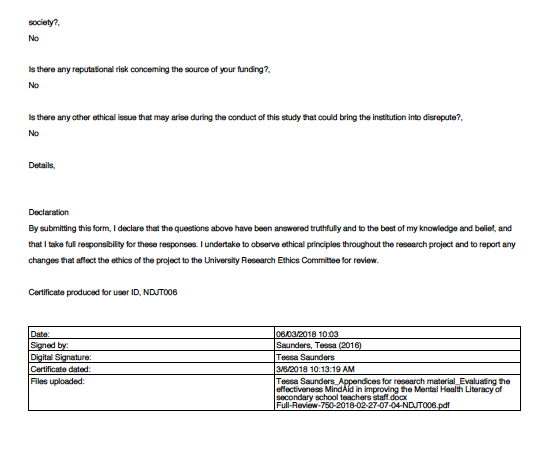 society?,
No
Is there any reputational risk concerning the source of your funding?,
No
Is there any other ethical issue that may arise during the conduct of this study that could bring the institution into disrepute?,
No
Details,
Declaration
By submitting this form, I declare that the questions above have been answered truthfully and to the best of my knowledge and belief, and
that I take full responsibility for these responses. I undertake to observe ethical principles throughout the research project and to report any
changes that affect the ethics of the project to the University Research Ethics Committee for review.
Certificate produced for user ID, NDJT006
Date: 06/03/2018 10:03
Signed by: Saunders, Tessa (2016)
Digital Signature: Tessa Saunders
Certificate dated: 3/6/2018 10:13:19 AM
Files uploaded: Tessa Saunders_Appendices for research material_Evaluating the
effectiveness MindAid in improving the Mental Health Literacy of
secondary school teachers staff.docx
Full-Review-750-2018-02-27-07-04-NDJT006.pdf